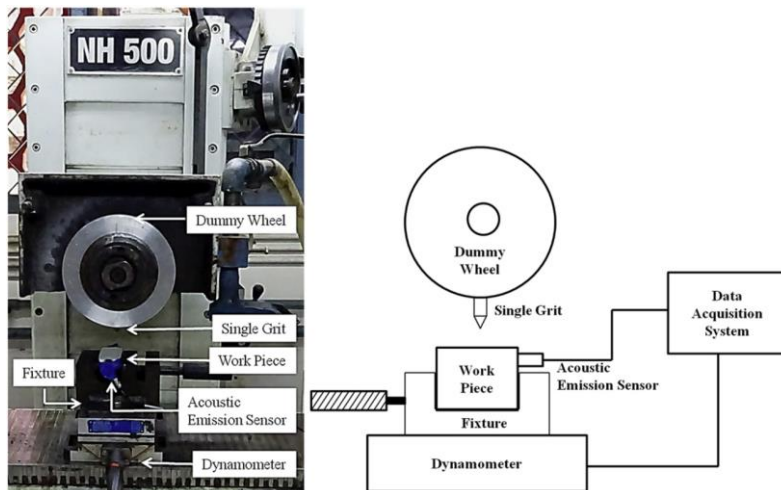 NH 500
Dummy Wheel
Single Grit
Work Piece
Fixture
Acoustic
Emission Sensor
Dynamometer
Dummy
Wheel
Single Grit
Data
Acquisition
System
Work
Piece
Acoustic
Emission Sensor
Fixture
Dynamometer